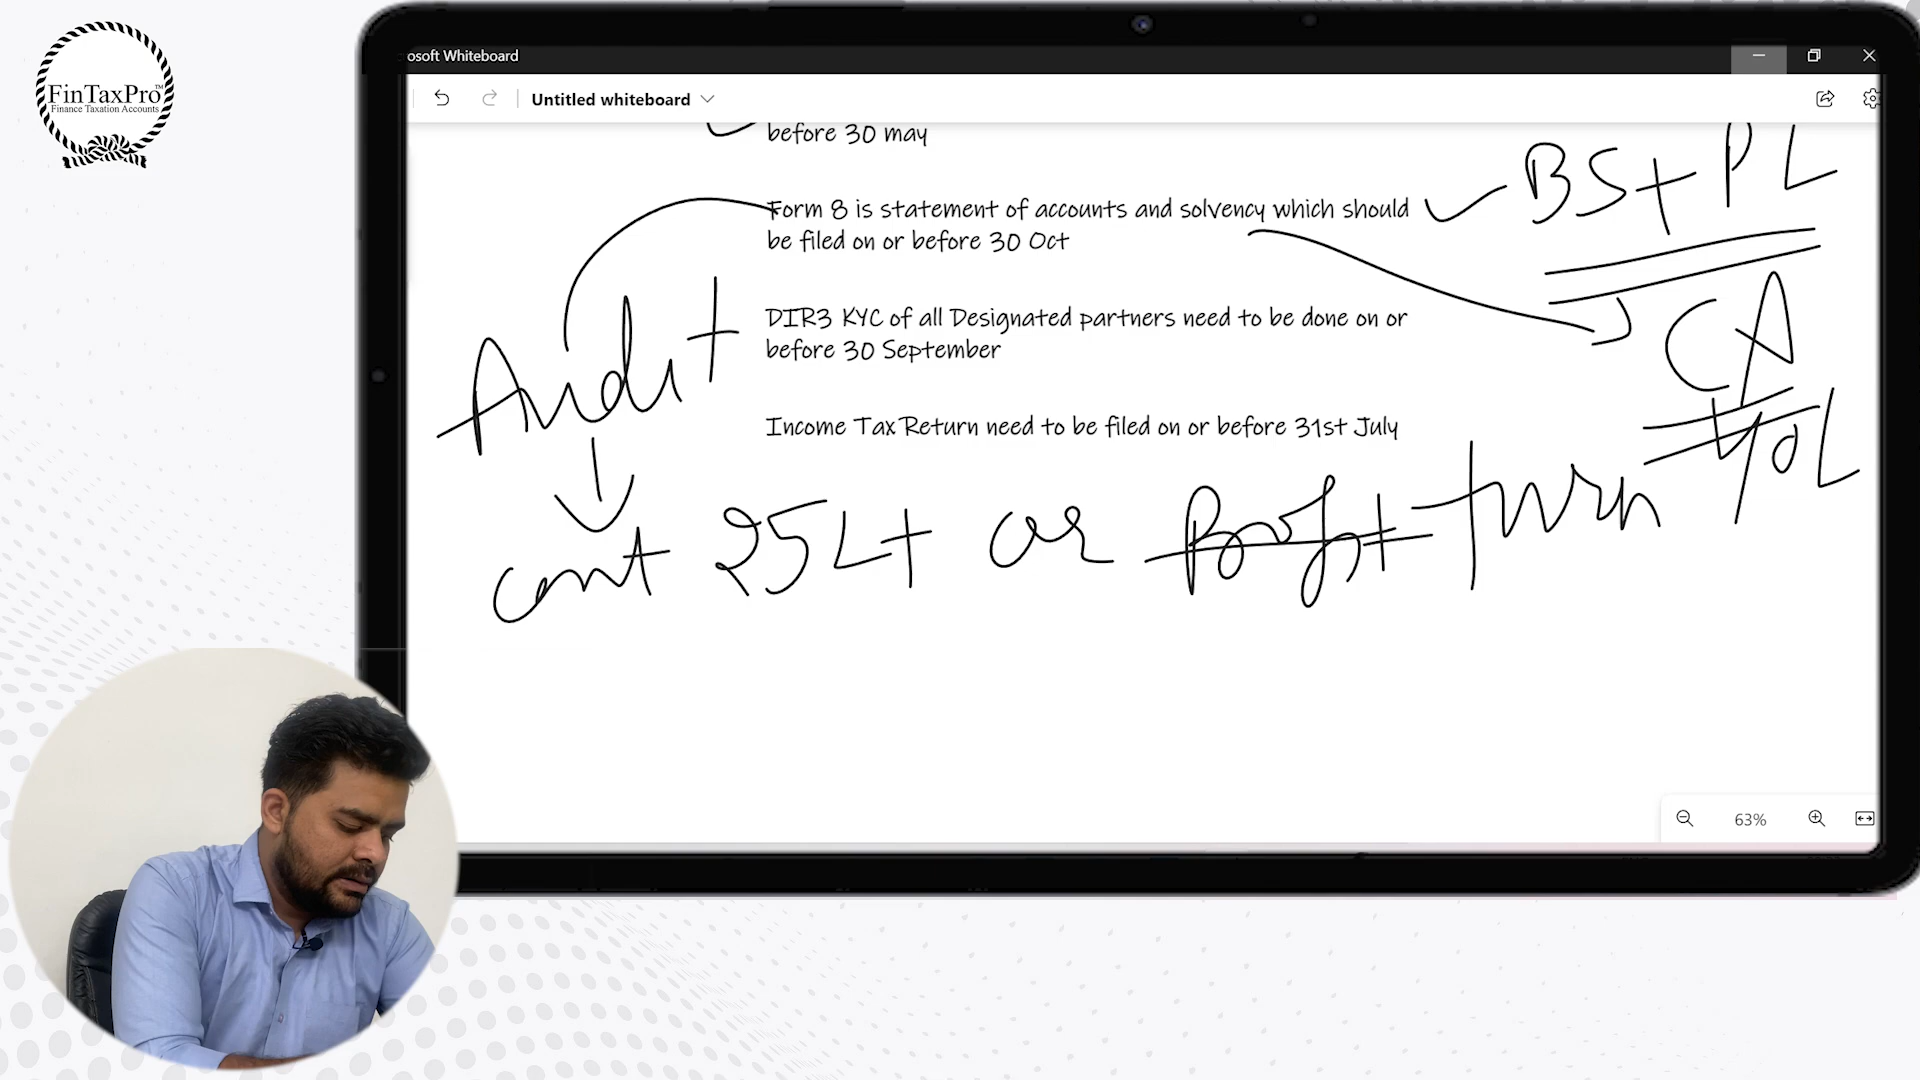 FinTaxPro™
Finance Taxation Accounts
osoft Whiteboard
Untitled whiteboard
before 30 may
BS + PL
Form 8 is statement of accounts and solvency which should
be filed on or before 30 Oct
CA
Audit
DIR3 KYC of all Designated partners need to be done on or
before 30 September
Income Tax Return need to be filed on or before 31st July
40L
cont 25L+ or Profit turn
63%